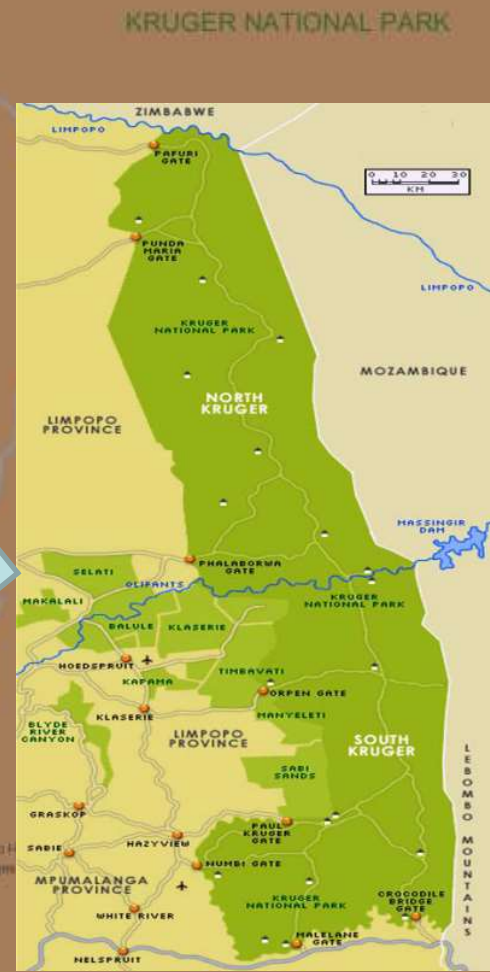 KRUGER NATIONAL PARK
ZIMBABWE
LIMPOPO
PAFURI
GATE
0 10 20 30
KM
PUNDA
MARIA
GATE
LIMPOPO
KRUGER
NATIONAL PARK
MOZAMBIQUE
NORTH
KRUGER
LIMPOPO
PROVINCE
MASSINGIR
DAM
PHALABORWA
GATE
SELATI
OLIFANTS
KRUGER
NATIONAL PARK
MAKALALI
BALULE
KLASERIE
HOEDSPRUIT
TIMBAVATI
KAPAMA
ORPEN GATE
KLASERIE
MANYELETI
BLYDE
RIVER
CANYON
LIMPOPO
PROVINCE
SOUTH
KRUGER
LEBOMBO MOUNTAINS
SABI
SANDS
GRASKOP
PAUL
KRUGER
GATE
SABIE
HAZYVIEW
NUMBI GATE
MPUMALANGA
PROVINCE
KRUGER
NATIONAL PARK
CROCODILE
BRIDGE
GATE
WHITE RIVER
MALELANE
GATE
NELSPRUIT